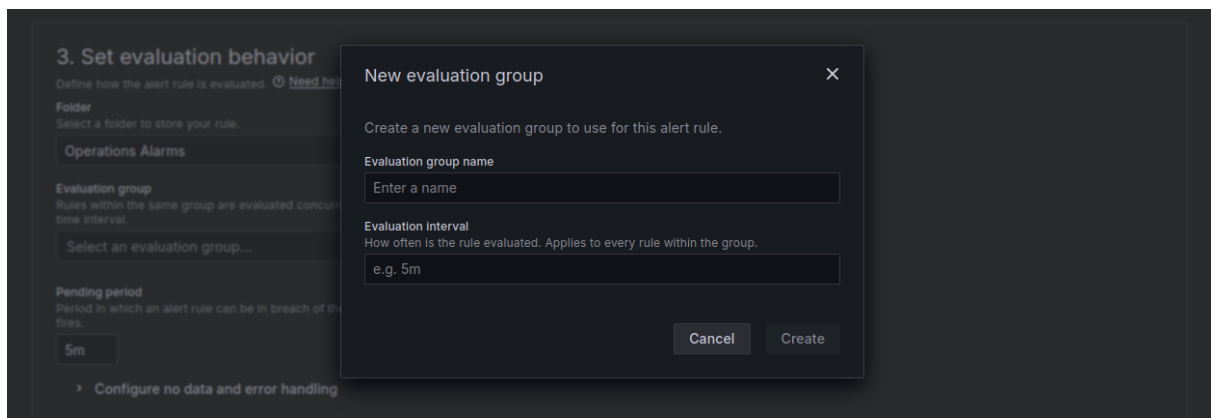 3. Set evaluation behavior
Define how the alert rule is evaluated. Need
Folder
Select a folder to store your rule.
Operations Alarms
Evaluation group
Rules within the same group are evaluated
time interval.
Select an evaluation group...
Pending period
Period in which an alert rule can be in breach of
fires.
5m
Configure no data and error handling
New evaluation group
Create a new evaluation group to use for this alert rule.
Evaluation group name
Enter a name
Evaluation interval
How often is the rule evaluated. Applies to every rule within the group.
e.g. 5m
Cancel
Create